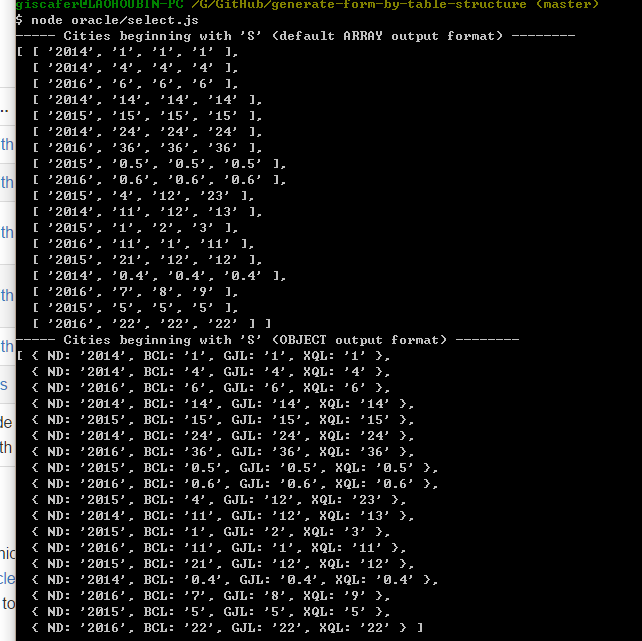 giscafer@LAOHOUBIN-PC /G/GitHub/generate-form-by-table-structure (master)
$ node oracle/select.js
----- Cities beginning with 'S' (default ARRAY output format) --------
[ [ '2014', '1', '1', '1' ],
  [ '2014', '4', '4', '4' ],
  [ '2016', '6', '6', '6' ],
  [ '2014', '14', '14', '14' ],
  [ '2015', '15', '15', '15' ],
  [ '2014', '24', '24', '24' ],
  [ '2016', '36', '36', '36' ],
  [ '2015', '0.5', '0.5', '0.5' ],
  [ '2016', '0.6', '0.6', '0.6' ],
  [ '2015', '4', '12', '23' ],
  [ '2014', '11', '12', '13' ],
  [ '2015', '1', '2', '3' ],
  [ '2016', '11', '1', '11' ],
  [ '2015', '21', '12', '12' ],
  [ '2014', '0.4', '0.4', '0.4' ],
  [ '2016', '7', '8', '9' ],
  [ '2015', '5', '5', '5' ],
  [ '2016', '22', '22', '22' ] ]
----- Cities beginning with 'S' (OBJECT output format) --------
[ { ND: '2014', BCL: '1', GJL: '1', XQL: '1' },
  { ND: '2014', BCL: '4', GJL: '4', XQL: '4' },
  { ND: '2016', BCL: '6', GJL: '6', XQL: '6' },
  { ND: '2014', BCL: '14', GJL: '14', XQL: '14' },
  { ND: '2015', BCL: '15', GJL: '15', XQL: '15' },
  { ND: '2014', BCL: '24', GJL: '24', XQL: '24' },
  { ND: '2016', BCL: '36', GJL: '36', XQL: '36' },
  { ND: '2015', BCL: '0.5', GJL: '0.5', XQL: '0.5' },
  { ND: '2016', BCL: '0.6', GJL: '0.6', XQL: '0.6' },
  { ND: '2015', BCL: '4', GJL: '12', XQL: '23' },
  { ND: '2014', BCL: '11', GJL: '12', XQL: '13' },
  { ND: '2015', BCL: '1', GJL: '2', XQL: '3' },
  { ND: '2016', BCL: '11', GJL: '1', XQL: '11' },
  { ND: '2015', BCL: '21', GJL: '12', XQL: '12' },
  { ND: '2014', BCL: '0.4', GJL: '0.4', XQL: '0.4' },
  { ND: '2016', BCL: '7', GJL: '8', XQL: '9' },
  { ND: '2015', BCL: '5', GJL: '5', XQL: '5' },
  { ND: '2016', BCL: '22', GJL: '22', XQL: '22' } ]